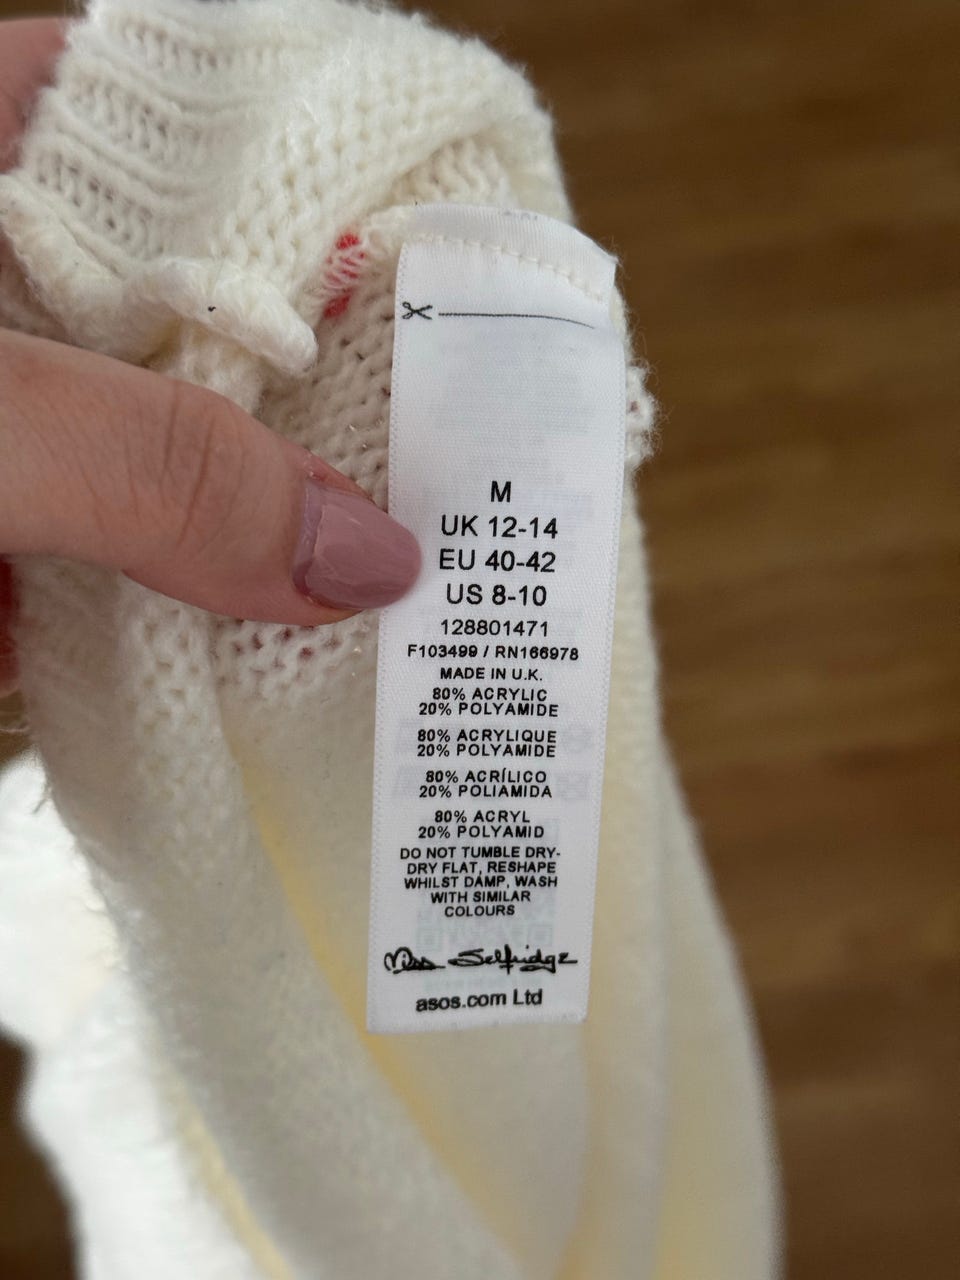 M
UK 12-14
EU 40-42
US 8-10
128801471
F103499 / RN166978
MADE IN U.K.
80% ACRYLIC
20% POLYAMIDE
80% ACRYLIQUE
20% POLYAMIDE
80% ACRÍLICO
20% POLIAMIDA
80% ACRYL
20% POLYAMID
DO NOT TUMBLE DRY-
DRY FLAT, RESHAPE
WHILST DAMP, WASH
WITH SIMILAR
COLOURS
Miss Selfridge
asos.com Ltd